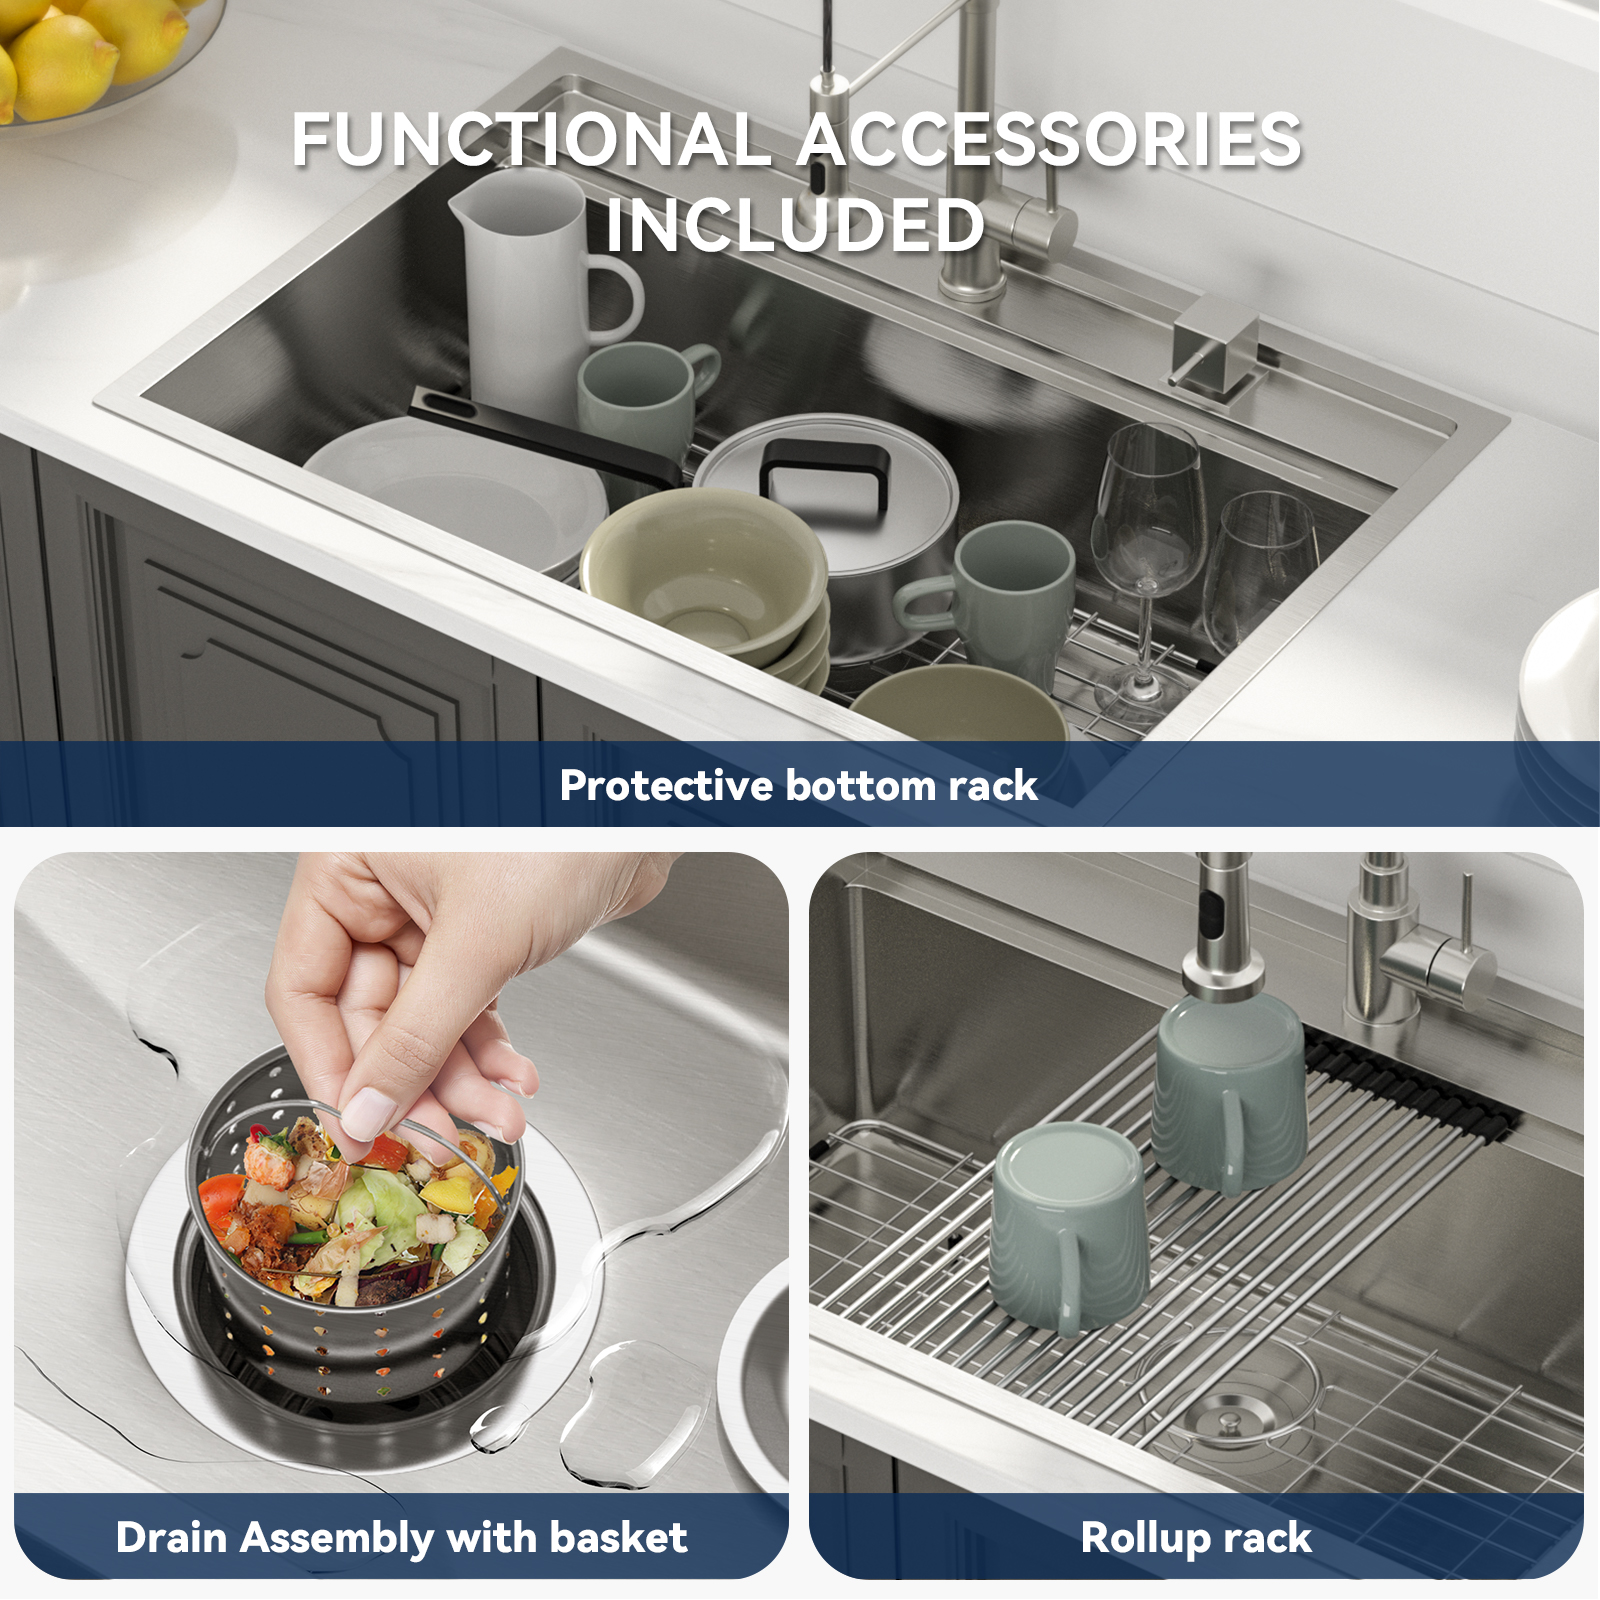 FUNCTIONAL ACCESSORIES
INCLUDED
Protective bottom rack
Drain Assembly with basket
Rollup rack